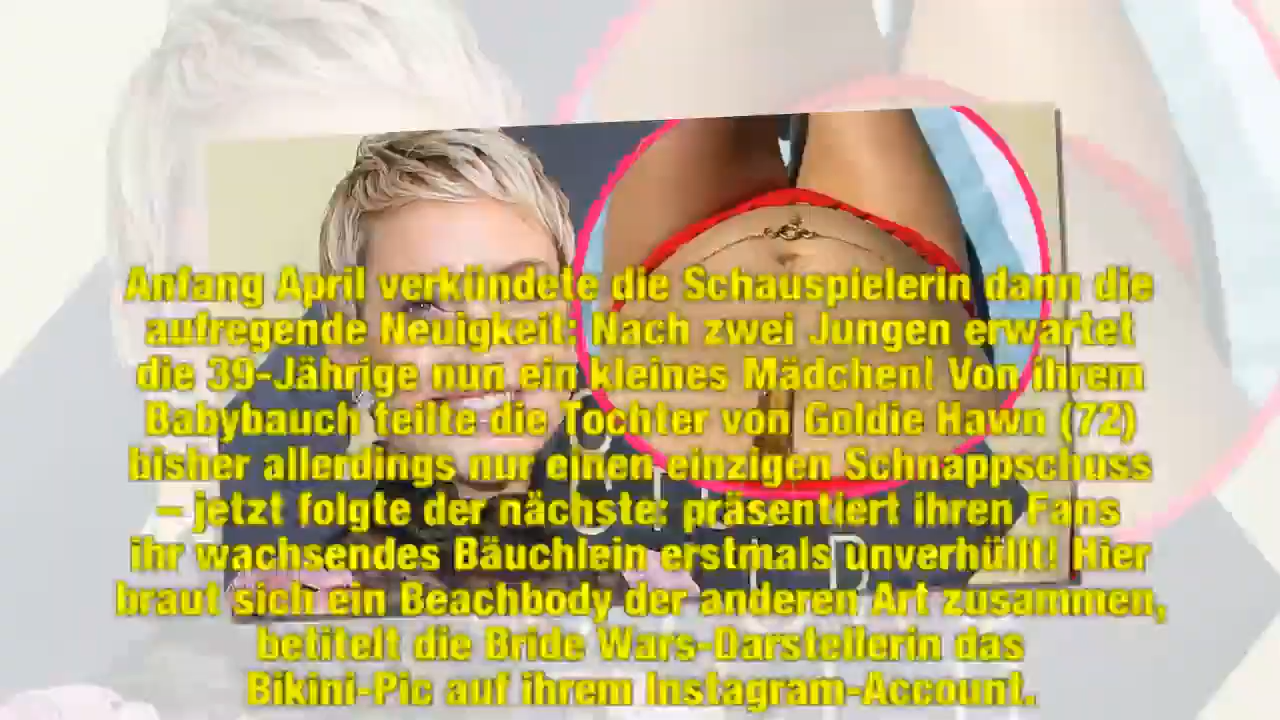 Anfang April verkündete die Schauspielerin dann die
aufregende Neuigkeit: Nach zwei Jungen erwartet
die 39-Jährige nun ein kleines Mädchen! Von ihrem
Babybauch teilte die Tochter von Goldie Hawn (72)
bisher allerdings nur einen einzigen Schnappschuss
– jetzt folgte der nächste: präsentiert ihren Fans
ihr wachsendes Bäuchlein erstmals unverhüllt! Hier
braut sich ein Beachbody der anderen Art zusammen,
betitelt die Bride Wars-Darstellerin das
Bikini-Pic auf ihrem Instagram-Account.